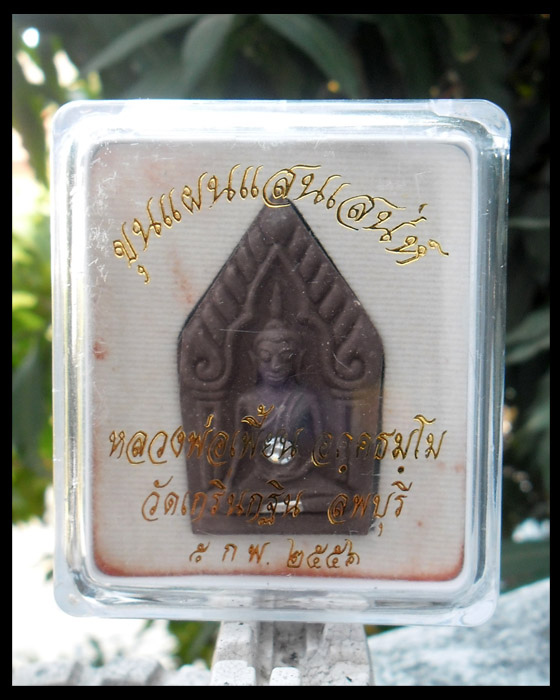 ขุนแผนแสนเสน่ห์
หลวงพ่อเพี้ยน อคฺคธมฺโม
วัดเกริ่นกฐิน ลพบุรี
๕ กพ. ๒๕๕๖